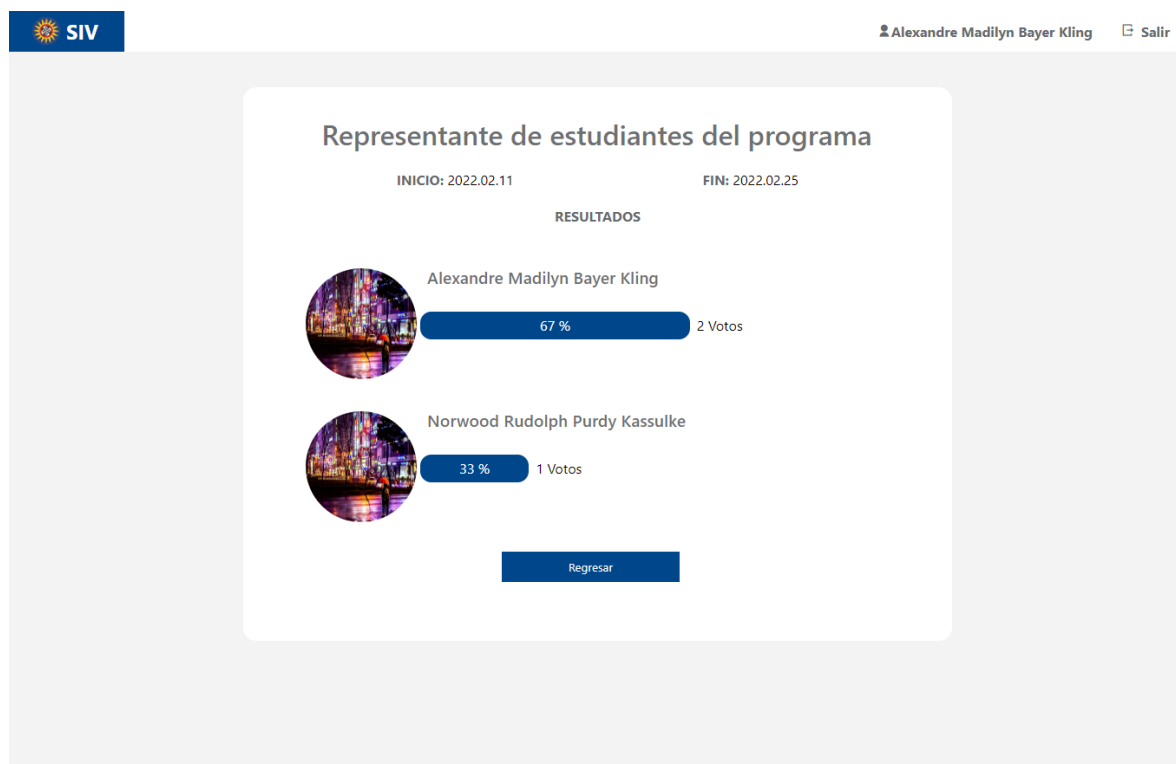 SIV
Alexandre Madilyn Bayer Kling Salir
Representante de estudiantes del programa
INICIO: 2022.02.11 FIN: 2022.02.25
RESULTADOS
Alexandre Madilyn Bayer Kling
67 % 2 Votos
Norwood Rudolph Purdy Kassulke
33 % 1 Votos
Regresar